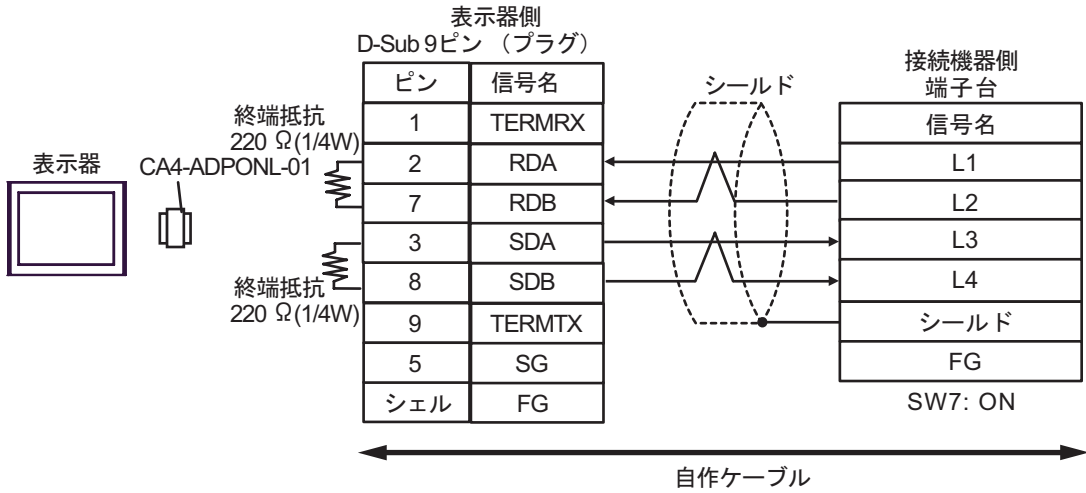 表示器側
D-Sub 9ピン （プラグ）
接続機器側
端子台
シールド
ピン 信号名
信号名
終端抵抗
220 Ω(1/4W)
1 TERMRX
表示器 CA4-ADPONL-01
2 RDA
L1
7 RDB
L2
3 SDA
L3
8 SDB
L4
終端抵抗
220 Ω(1/4W)
9 TERMTX
シールド
5 SG
FG
シェル FG
SW7: ON
自作ケーブル